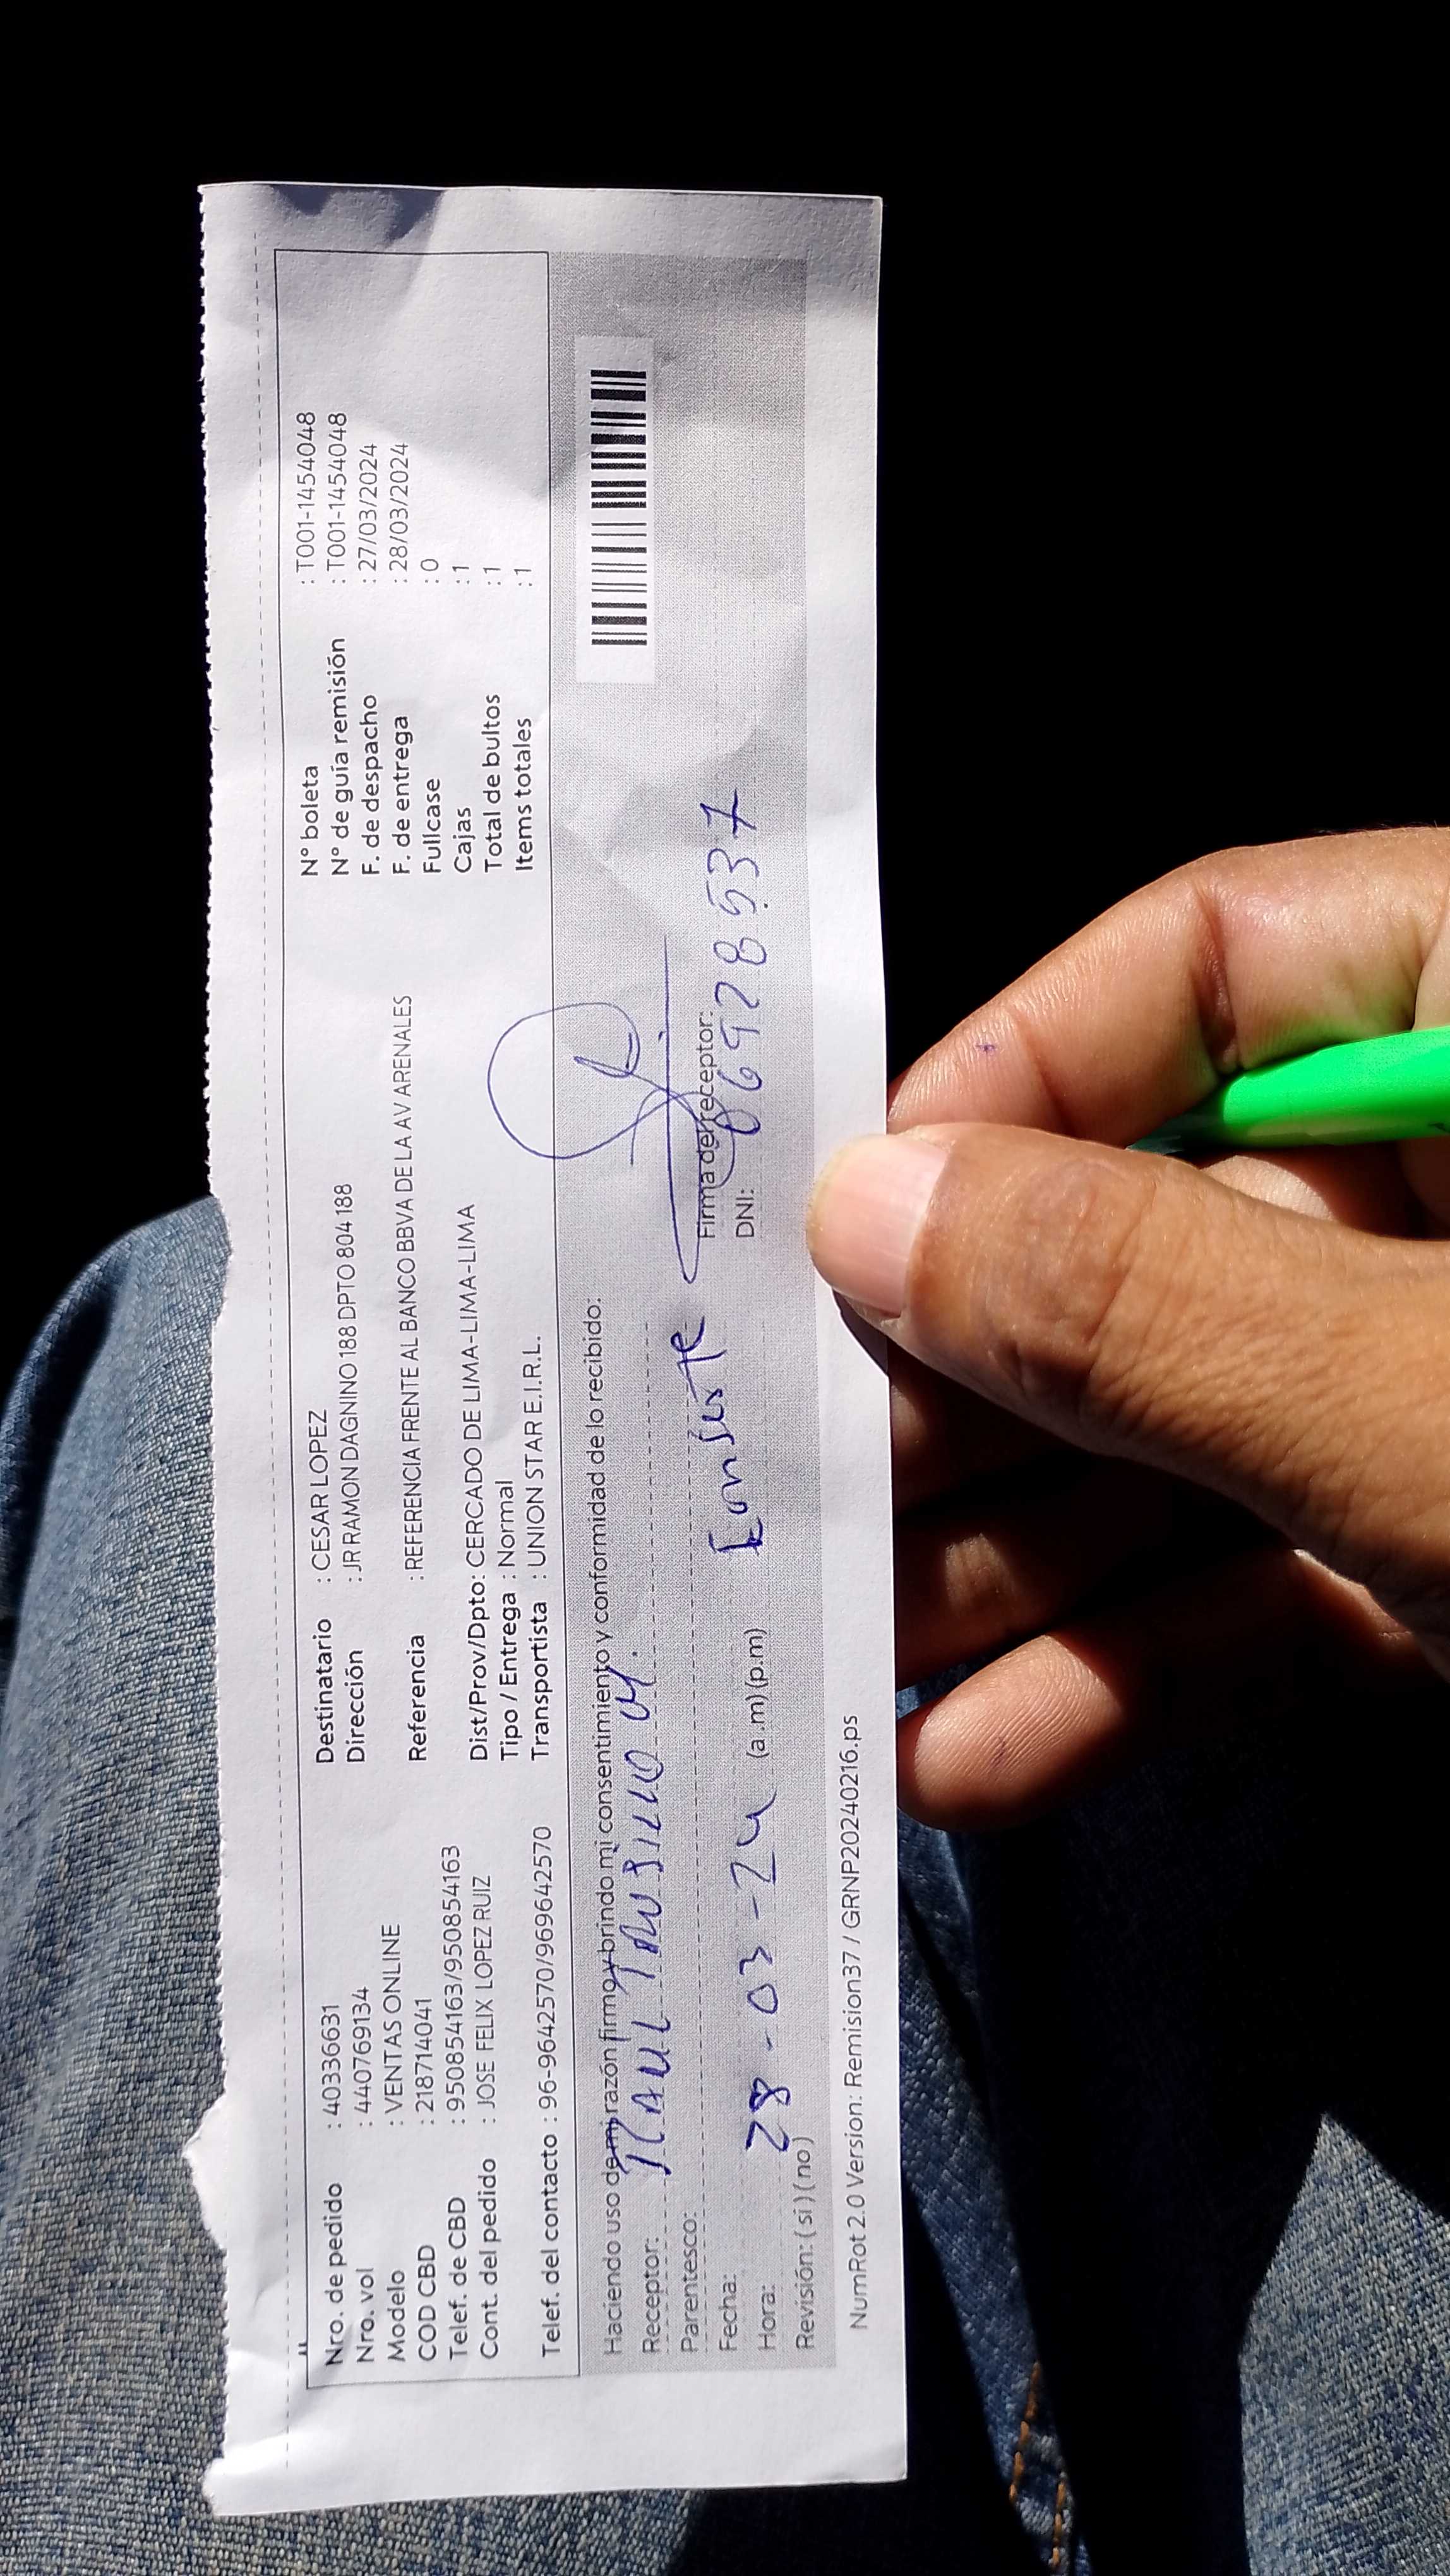 Nro. de pedido : 40336631
Nro. vol : 440769134
Modelo : VENTAS ONLINE
COD CBD : 218714041
Telef. de CBD : 950854163/950854163
Cont. del pedido : JOSE FELIX LOPEZ RUIZ
Telef. del contacto : 96-9642570/969642570
Destinatario : CESAR LOPEZ
Dirección : JR RAMON DAGNINO 188 DPTO 804 188
Referencia : REFERENCIA FRENTE AL BANCO BBVA DE LA AV ARENALES
Dist/Prov/Dpto: CERCADO DE LIMA-LIMA-LIMA
Tipo / Entrega : Normal
Transportista : UNION STAR E.I.R.L.
N° boleta : T001-1454048
N° de guía remisión : T001-1454048
F. de despacho : 27/03/2024
F. de entrega : 28/03/2024
Fullcase : 0
Cajas : 1
Total de bultos : 1
Items totales : 1
Haciendo uso de mi razón firmo y brindo mi consentimiento y conformidad de lo recibido:
Receptor: RAUL TRUJILLO M.
Parentesco:
Fecha: 28-03-24
Hora: (a.m) (p.m)
Revisión: ( si ) ( no )
Firma del receptor:
DNI: 06928537
NumRot 2.0 Version: Remision37 / GRNP20240216.ps